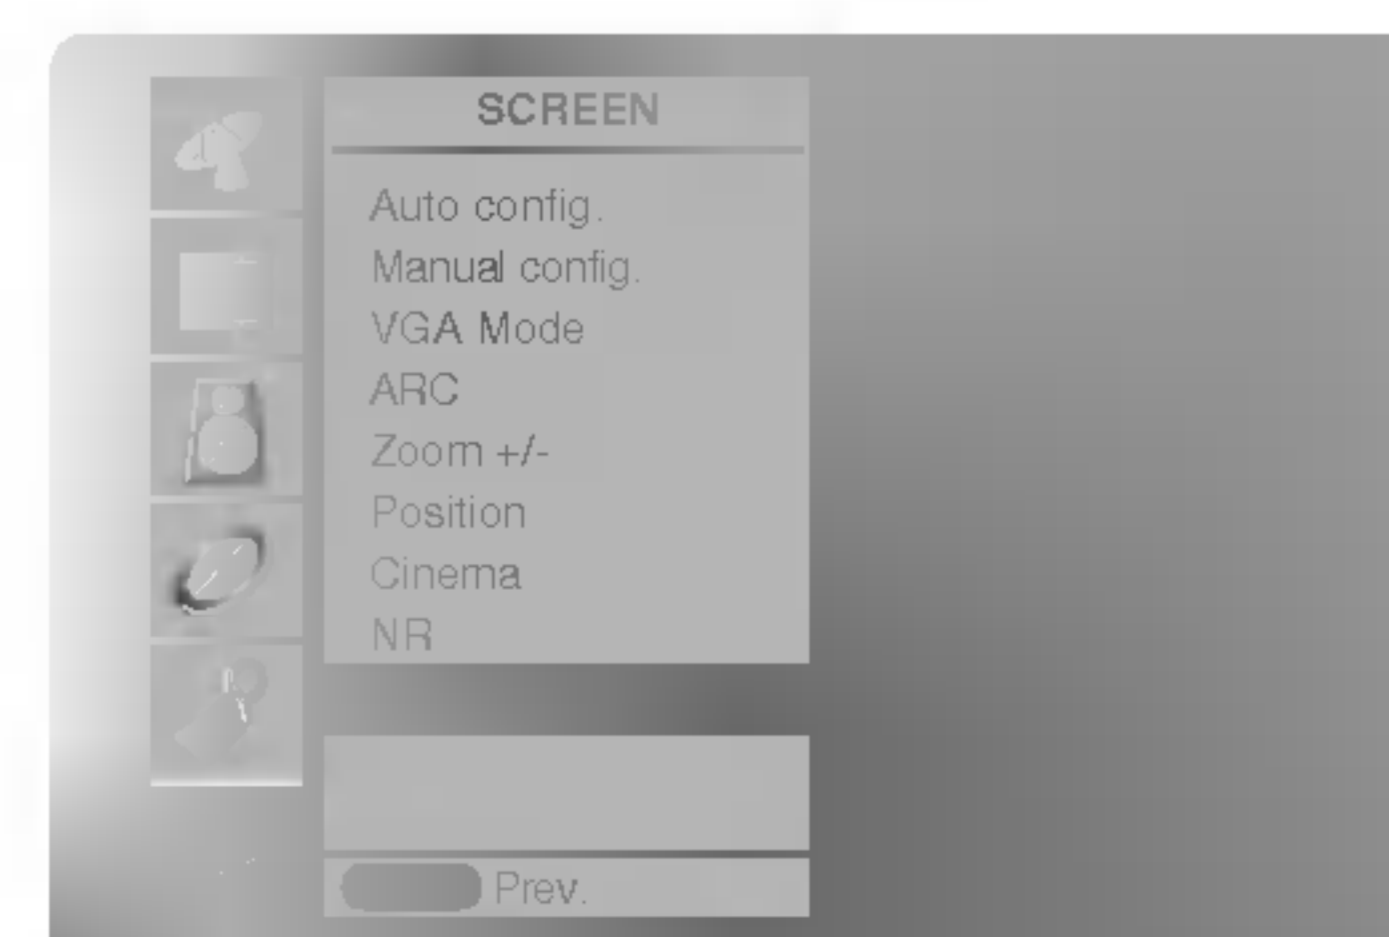 SCREEN
Auto config.
Manual config.
VGA Mode
ARC
Zoom +/-
Position
Cinema
NR
Prev.